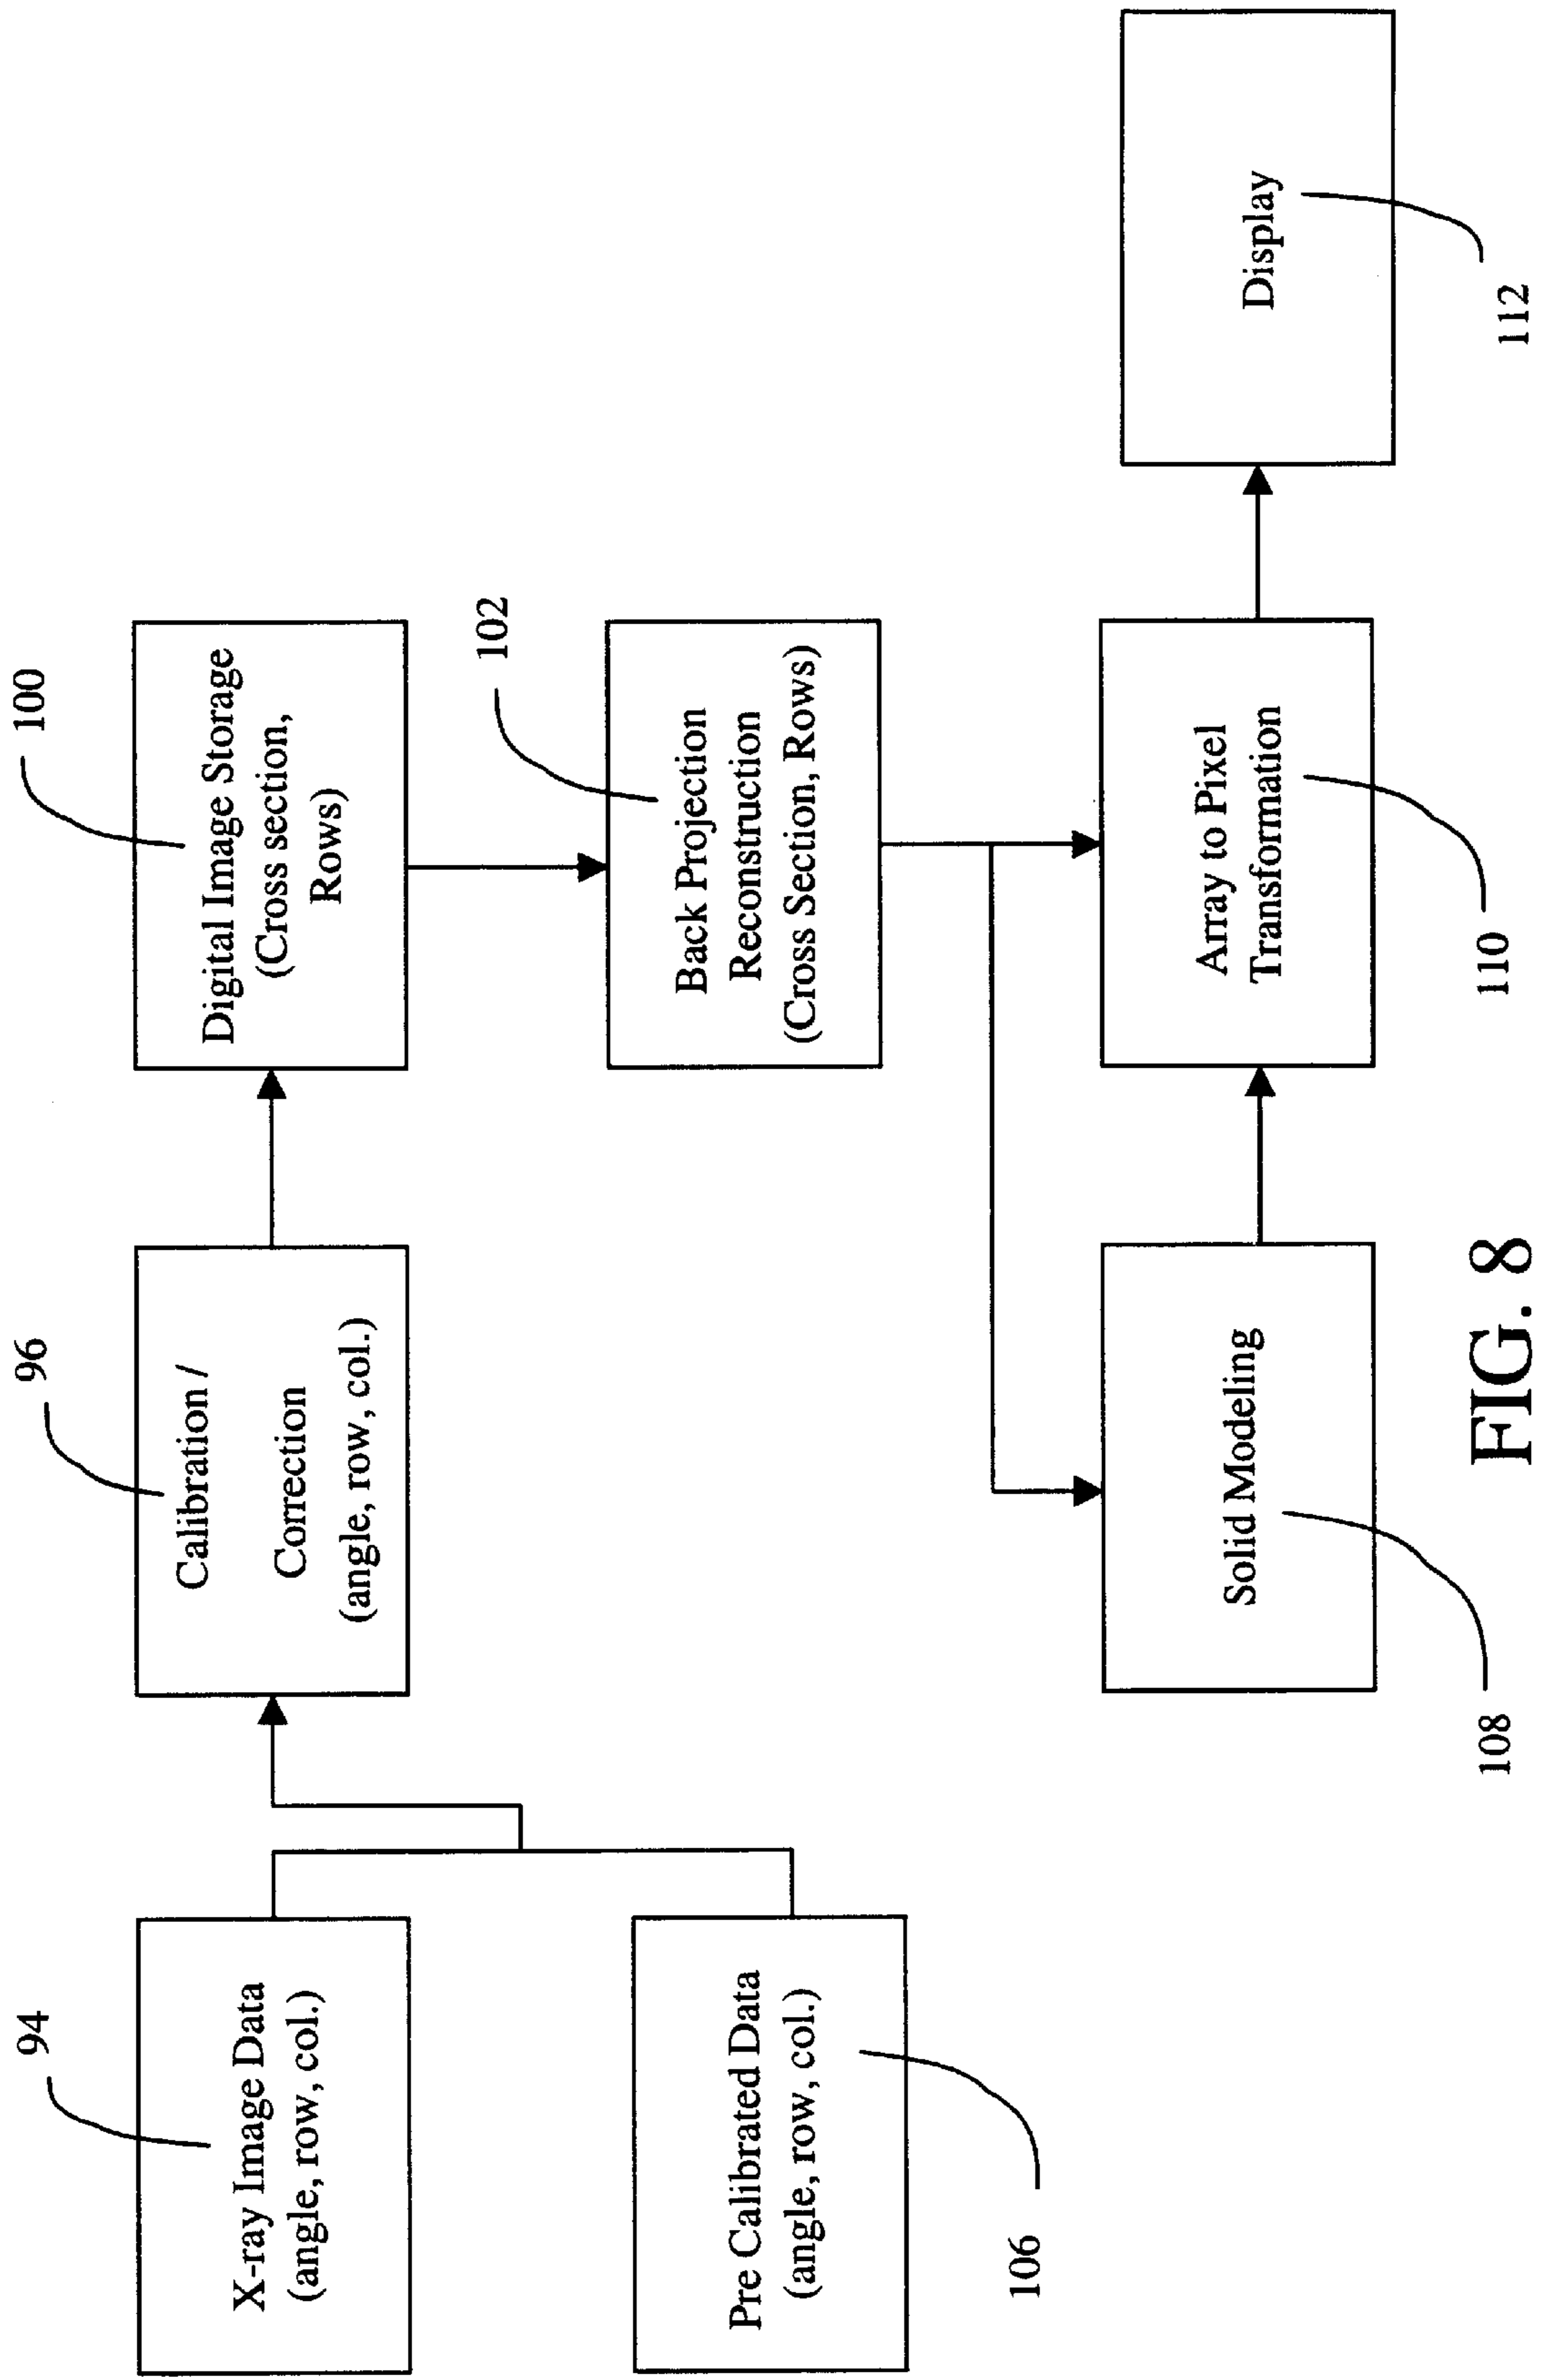 94
X-ray Image Data
(angle, row, col.)
96
Calibration /
Correction
(angle, row, col.)
100
Digital Image Storage
(Cross section,
Rows)
106
Pre Calibrated Data
(angle, row, col.)
102
Back Projection
Reconstruction
(Cross Section, Rows)
108
Solid Modeling
110
Array to Pixel
Transformation
112
Display
FIG. 8